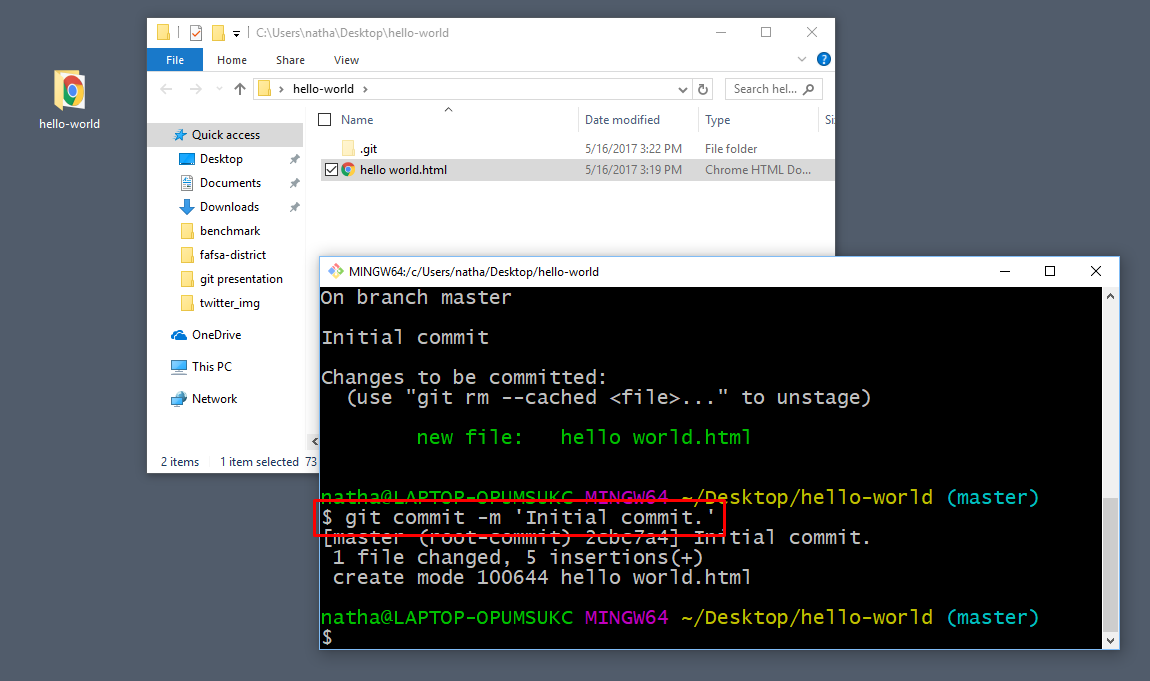 C:\Users\natha\Desktop\hello-world
File Home Share View
hello-world
Search hel...
hello-world
Name Date modified Type
.git 5/16/2017 3:22 PM File folder
hello world.html 5/16/2017 3:19 PM Chrome HTML Do...
Quick access
Desktop
Documents
Downloads
benchmark
fafsa-district
git presentation
twitter_img
OneDrive
This PC
Network
2 items 1 item selected 73
MINGW64:/c/Users/natha/Desktop/hello-world
On branch master
Initial commit
Changes to be committed:
(use "git rm --cached <file>..." to unstage)
new file: hello world.html
natha@LAPTOP-OPUMSUKC MINGW64 ~/Desktop/hello-world (master)
$ git commit -m 'Initial commit.'
[master (root-commit) 2cbc7a4] Initial commit.
1 file changed, 5 insertions(+)
create mode 100644 hello world.html
natha@LAPTOP-OPUMSUKC MINGW64 ~/Desktop/hello-world (master)
$